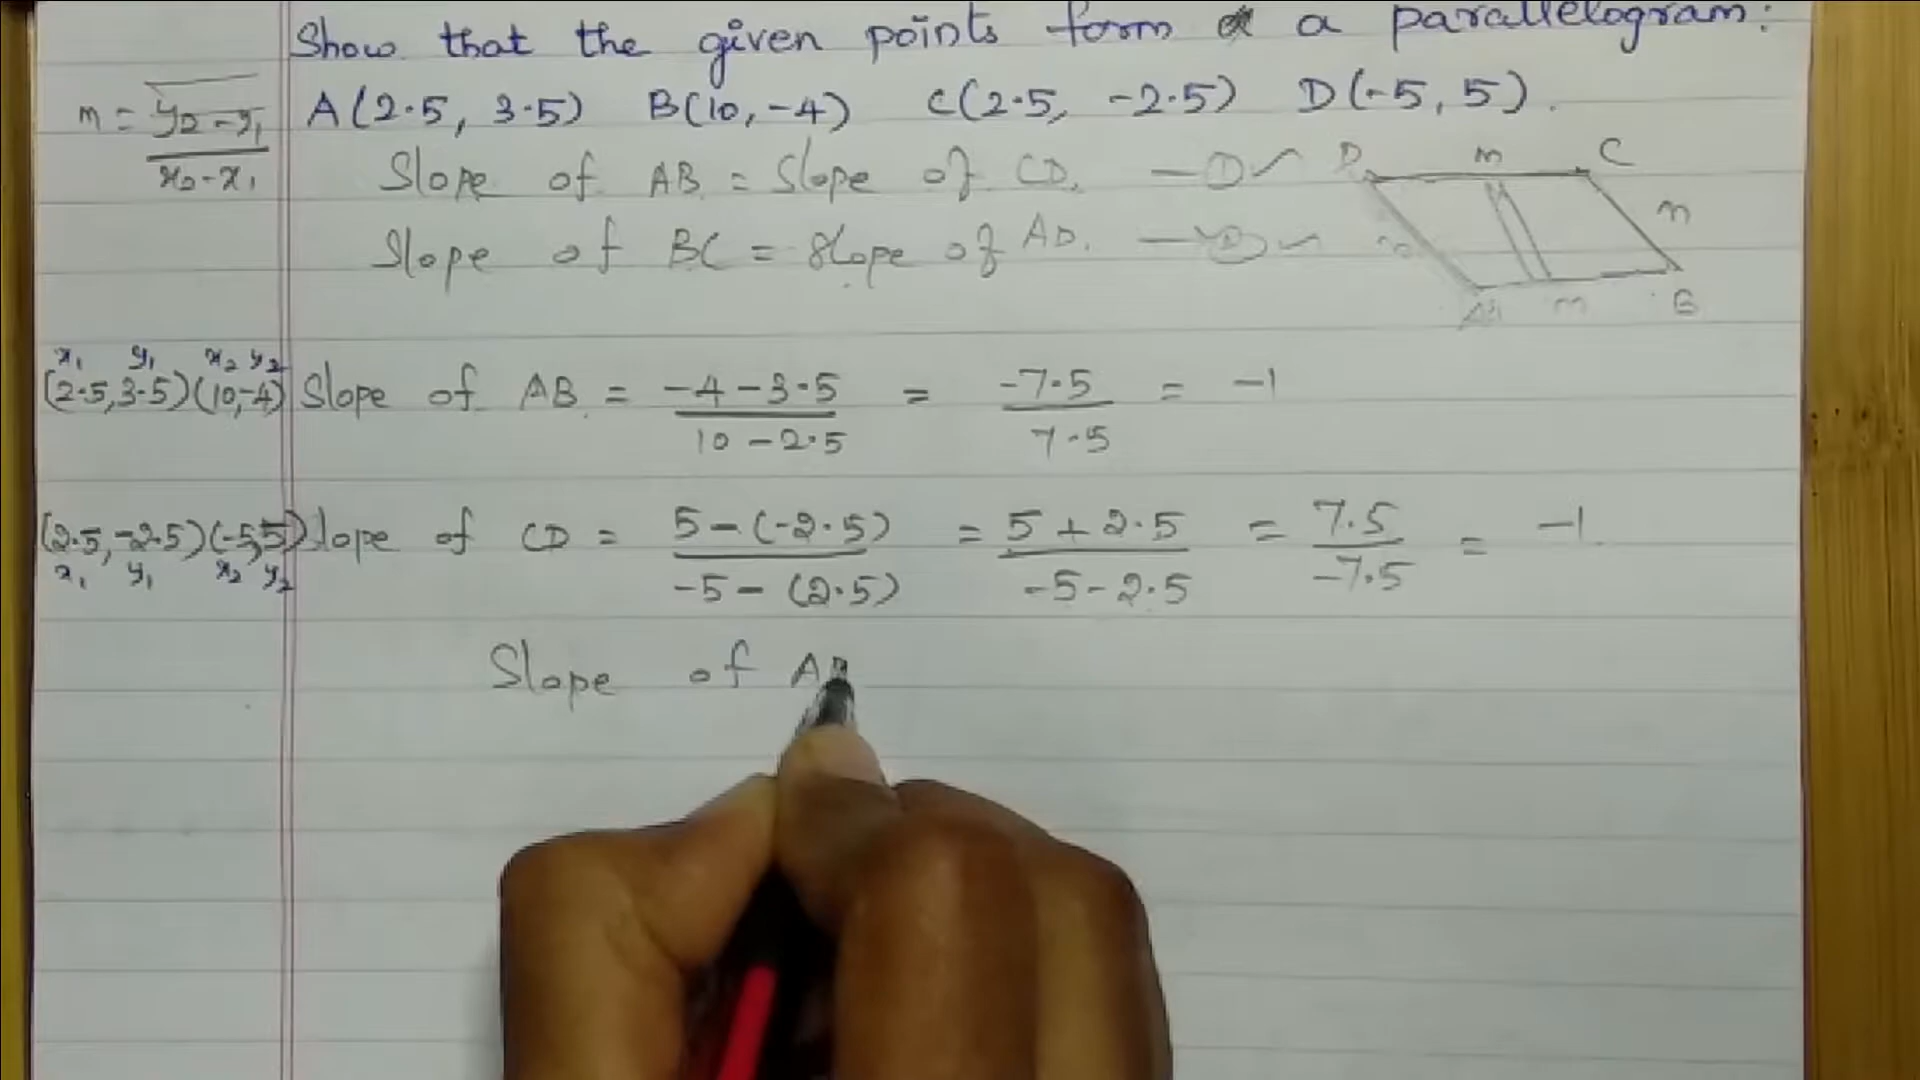 Show that the given points form a parallelogram:
A(2.5, 3.5) B(10, -4) C(2.5, -2.5) D(-5, 5).
m = y2 - y1 / x2 - x1
Slope of AB = Slope of CD. — ①
Slope of BC = Slope of AD. — ②
D m C
m
A m B
x1 y1 x2 y2
(2.5, 3.5) (10, -4) Slope of AB = -4 - 3.5 / 10 - 2.5 = -7.5 / 7.5 = -1
(2.5, -2.5) (-5, 5) Slope of CD = 5 - (-2.5) / -5 - (2.5) = 5 + 2.5 / -5 - 2.5 = 7.5 / -7.5 = -1
x1 y1 x2 y2
Slope of A